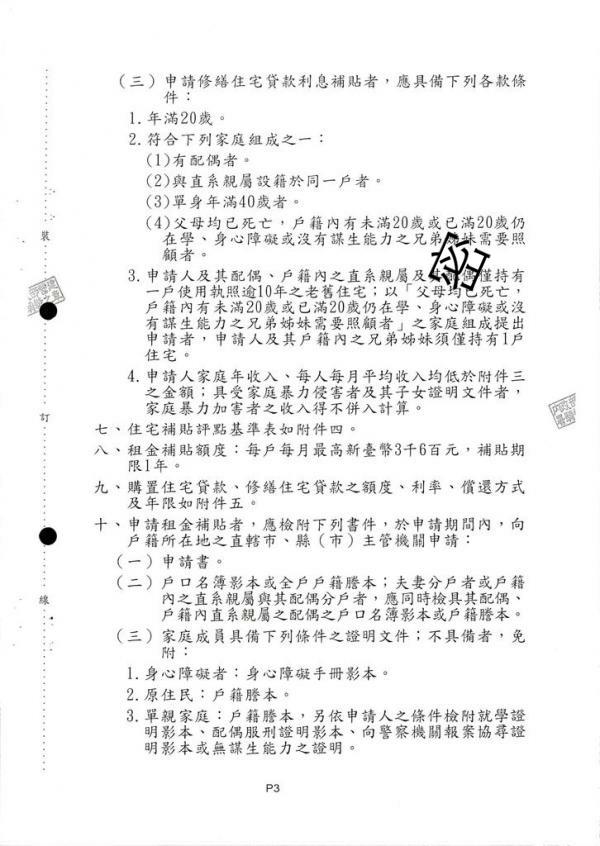 (三)申請修繕住宅貸款利息補貼者，應具備下列各款條
件：
1.年滿20歲。
2.符合下列家庭組成之一：
(1)有配偶者。
(2)與直系親屬設籍於同一戶者。
(3)單身年滿40歲者。
(4)父母均已死亡，戶籍內有未滿20歲或已滿20歲仍
在學、身心障礙或沒有謀生能力之兄弟姊妹需要照
顧者。
3.申請人及其配偶、戶籍內之直系親屬及其配偶僅持有
一戶使用執照逾10年之老舊住宅；以「父母均已死亡，
戶籍內有未滿20歲或已滿20歲仍在學、身心障礙或沒
有謀生能力之兄弟姊妹需要照顧者」之家庭組成提出
申請者，申請人及其戶籍內之兄弟姊妹須僅持有1戶
住宅。
4.申請人家庭年收入、每人每月平均收入均低於附件三
之金額；具受家庭暴力侵害者及其子女證明文件者，
家庭暴力加害者之收入得不併入計算。
七、住宅補貼評點基準表如附件四。
八、租金補貼額度：每戶每月最高新臺幣3千6百元，補貼期
限1年。
九、購置住宅貸款、修繕住宅貸款之額度、利率、償還方式
及年限如附件五。
十、申請租金補貼者，應檢附下列書件，於申請期間內，向
戶籍所在地之直轄市、縣（市）主管機關申請：
(一)申請書。
(二)戶口名簿影本或全戶戶籍謄本；夫妻分戶者或戶籍
內之直系親屬與其配偶分戶者，應同時檢具其配偶、
戶籍內直系親屬之配偶之戶口名簿影本或戶籍謄本。
(三)家庭成員具備下列條件之證明文件；不具備者，免
附：
1.身心障礙者：身心障礙手冊影本。
2.原住民：戶籍謄本。
3.單親家庭：戶籍謄本，另依申請人之條件檢附就學證
明影本、配偶服刑證明影本、向警察機關報案協尋證
明影本或無謀生能力之證明。
裝
訂
線
P3